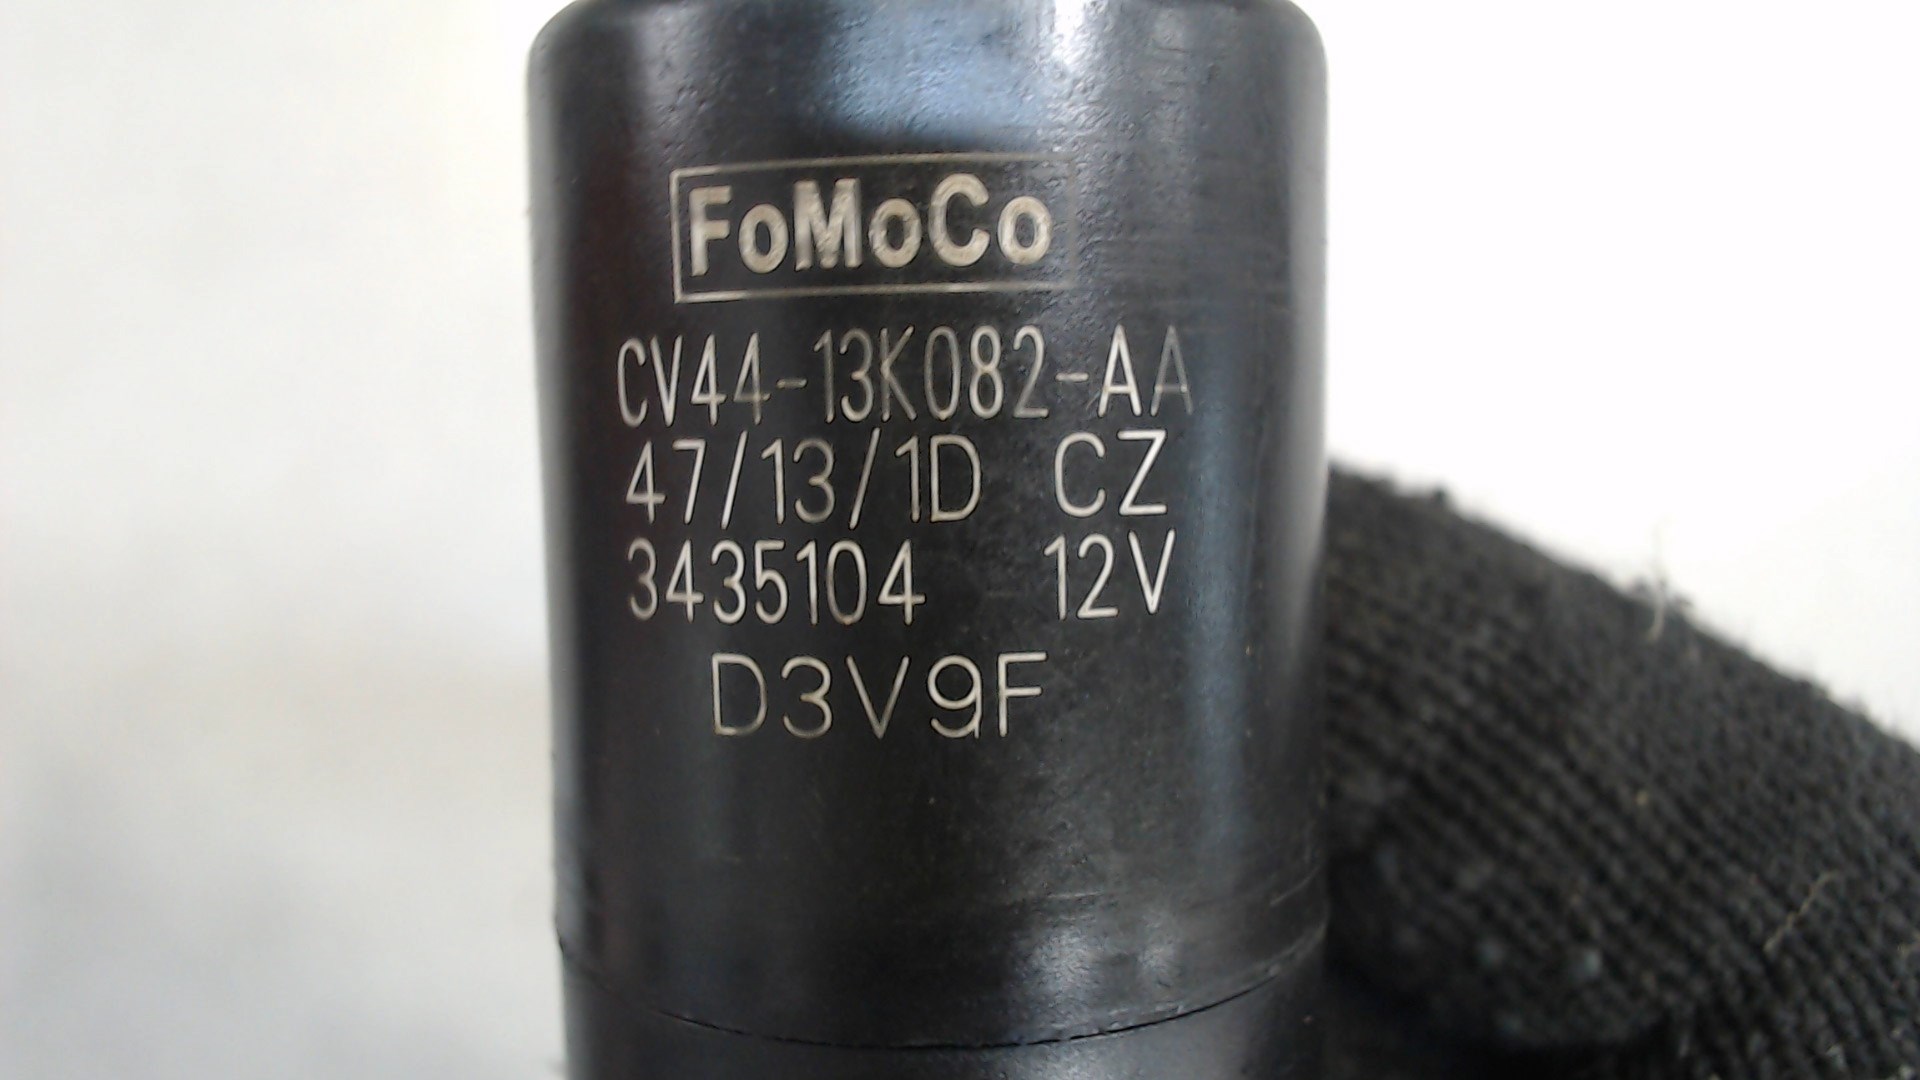 FoMoCo
CV44-13K082-AA
47/13/1D CZ
3435104 12V
D3V9F